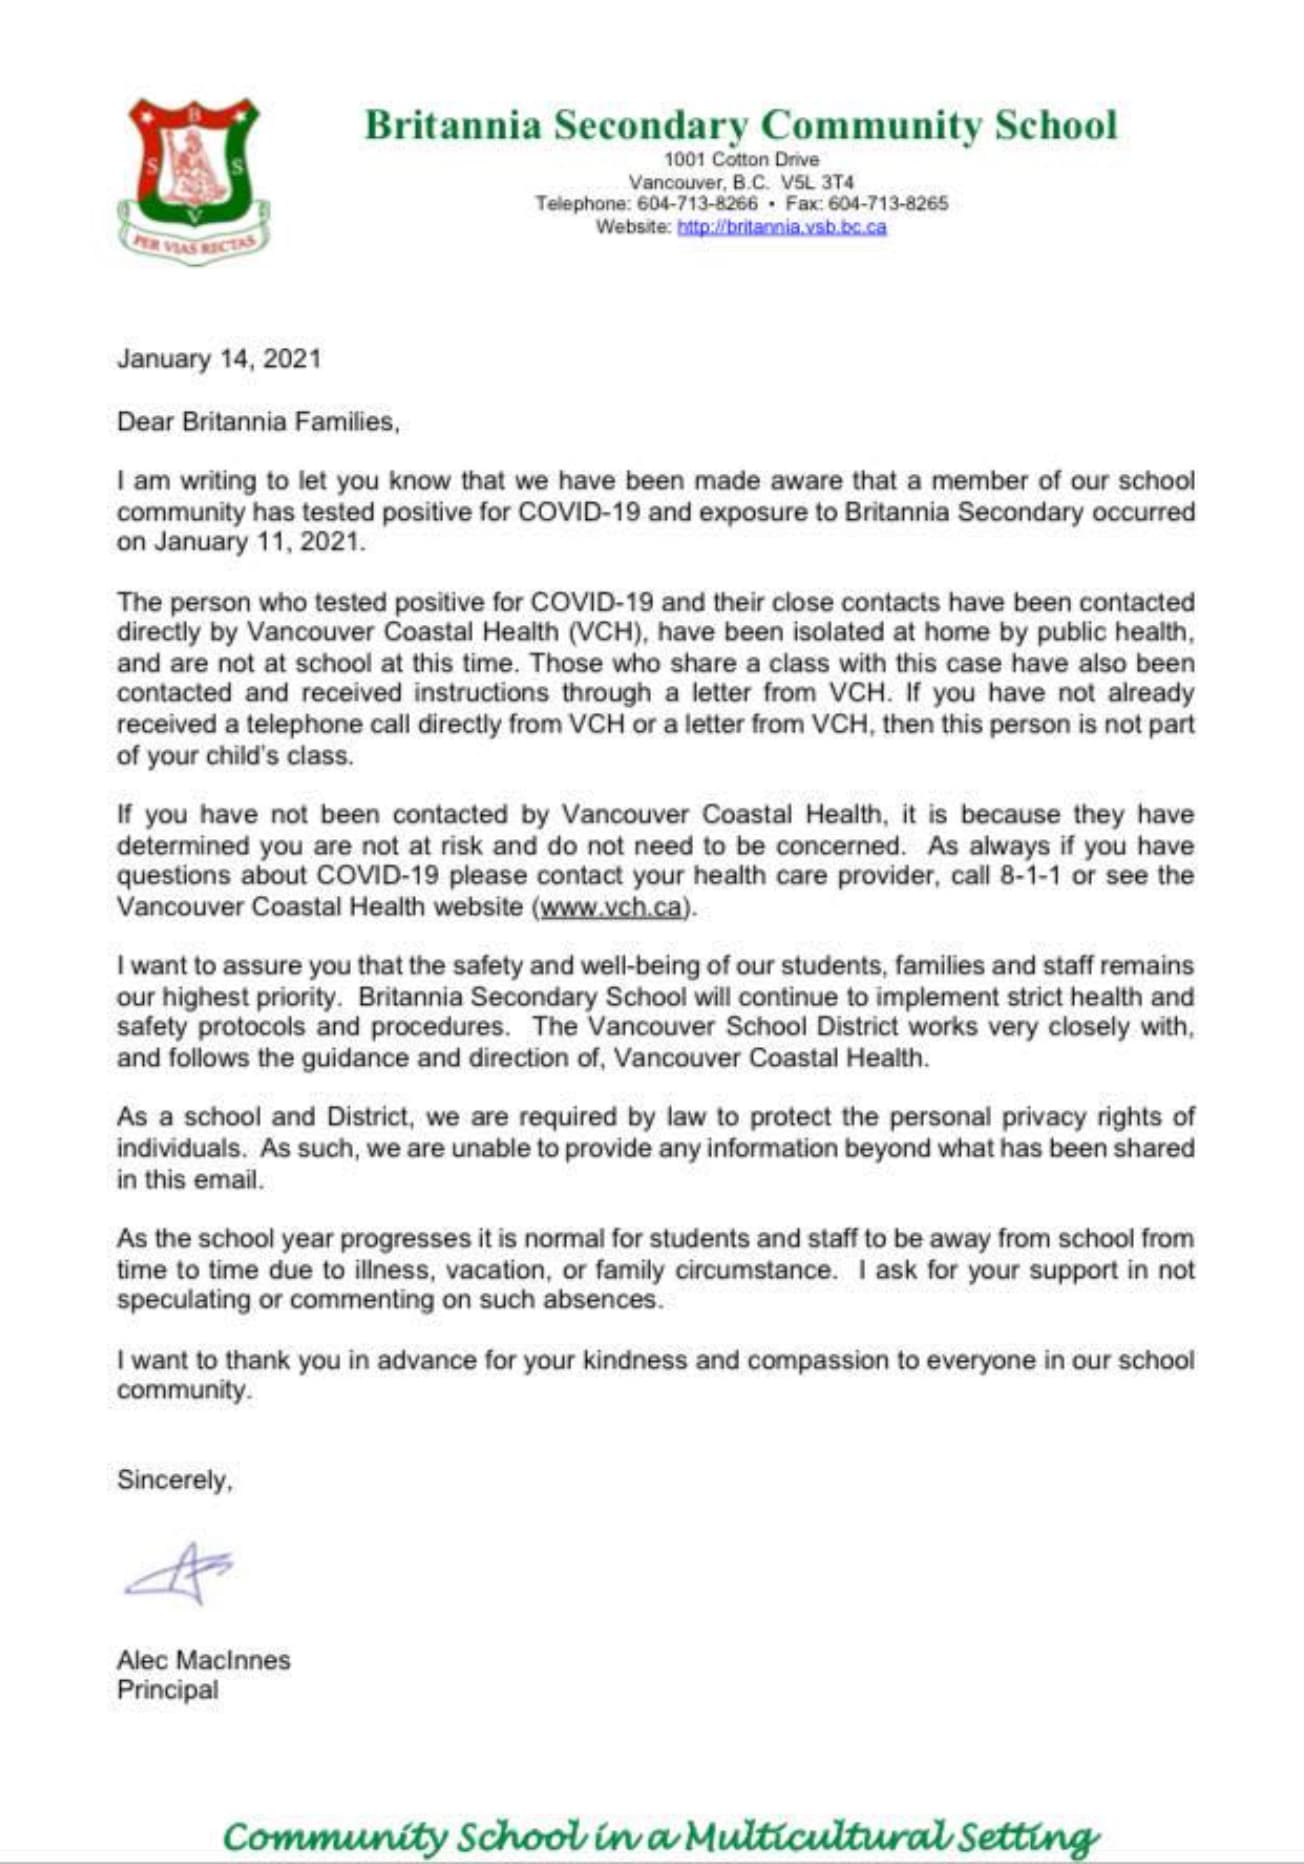 B
S S
V
PER VIAS RECTAS
Britannia Secondary Community School
1001 Cotton Drive
Vancouver, B.C. V5L 3T4
Telephone: 604-713-8266 • Fax: 604-713-8265
Website: http://britannia.vsb.bc.ca
January 14, 2021
Dear Britannia Families,
I am writing to let you know that we have been made aware that a member of our school
community has tested positive for COVID-19 and exposure to Britannia Secondary occurred
on January 11, 2021.
The person who tested positive for COVID-19 and their close contacts have been contacted
directly by Vancouver Coastal Health (VCH), have been isolated at home by public health,
and are not at school at this time. Those who share a class with this case have also been
contacted and received instructions through a letter from VCH. If you have not already
received a telephone call directly from VCH or a letter from VCH, then this person is not part
of your child's class.
If you have not been contacted by Vancouver Coastal Health, it is because they have
determined you are not at risk and do not need to be concerned. As always if you have
questions about COVID-19 please contact your health care provider, call 8-1-1 or see the
Vancouver Coastal Health website (www.vch.ca).
I want to assure you that the safety and well-being of our students, families and staff remains
our highest priority. Britannia Secondary School will continue to implement strict health and
safety protocols and procedures. The Vancouver School District works very closely with,
and follows the guidance and direction of, Vancouver Coastal Health.
As a school and District, we are required by law to protect the personal privacy rights of
individuals. As such, we are unable to provide any information beyond what has been shared
in this email.
As the school year progresses it is normal for students and staff to be away from school from
time to time due to illness, vacation, or family circumstance. I ask for your support in not
speculating or commenting on such absences.
I want to thank you in advance for your kindness and compassion to everyone in our school
community.
Sincerely,
Alec MacInnes
Principal
Community School in a Multicultural Setting